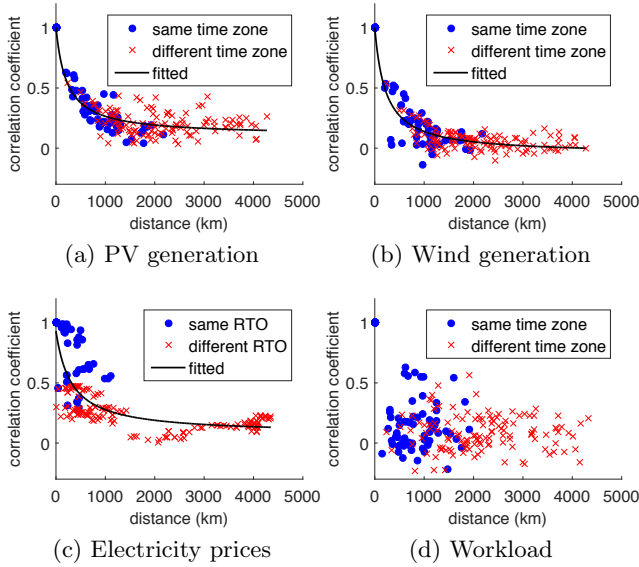 correlation coefficient
1
0.5
0
same time zone
different time zone
fitted
0 1000 2000 3000 4000 5000
distance (km)
(a) PV generation
correlation coefficient
1
0.5
0
same time zone
different time zone
fitted
0 1000 2000 3000 4000 5000
distance (km)
(b) Wind generation
correlation coefficient
1
0.5
0
same RTO
different RTO
fitted
0 1000 2000 3000 4000 5000
distance (km)
(c) Electricity prices
correlation coefficient
1
0.5
0
same time zone
different time zone
0 1000 2000 3000 4000 5000
distance (km)
(d) Workload